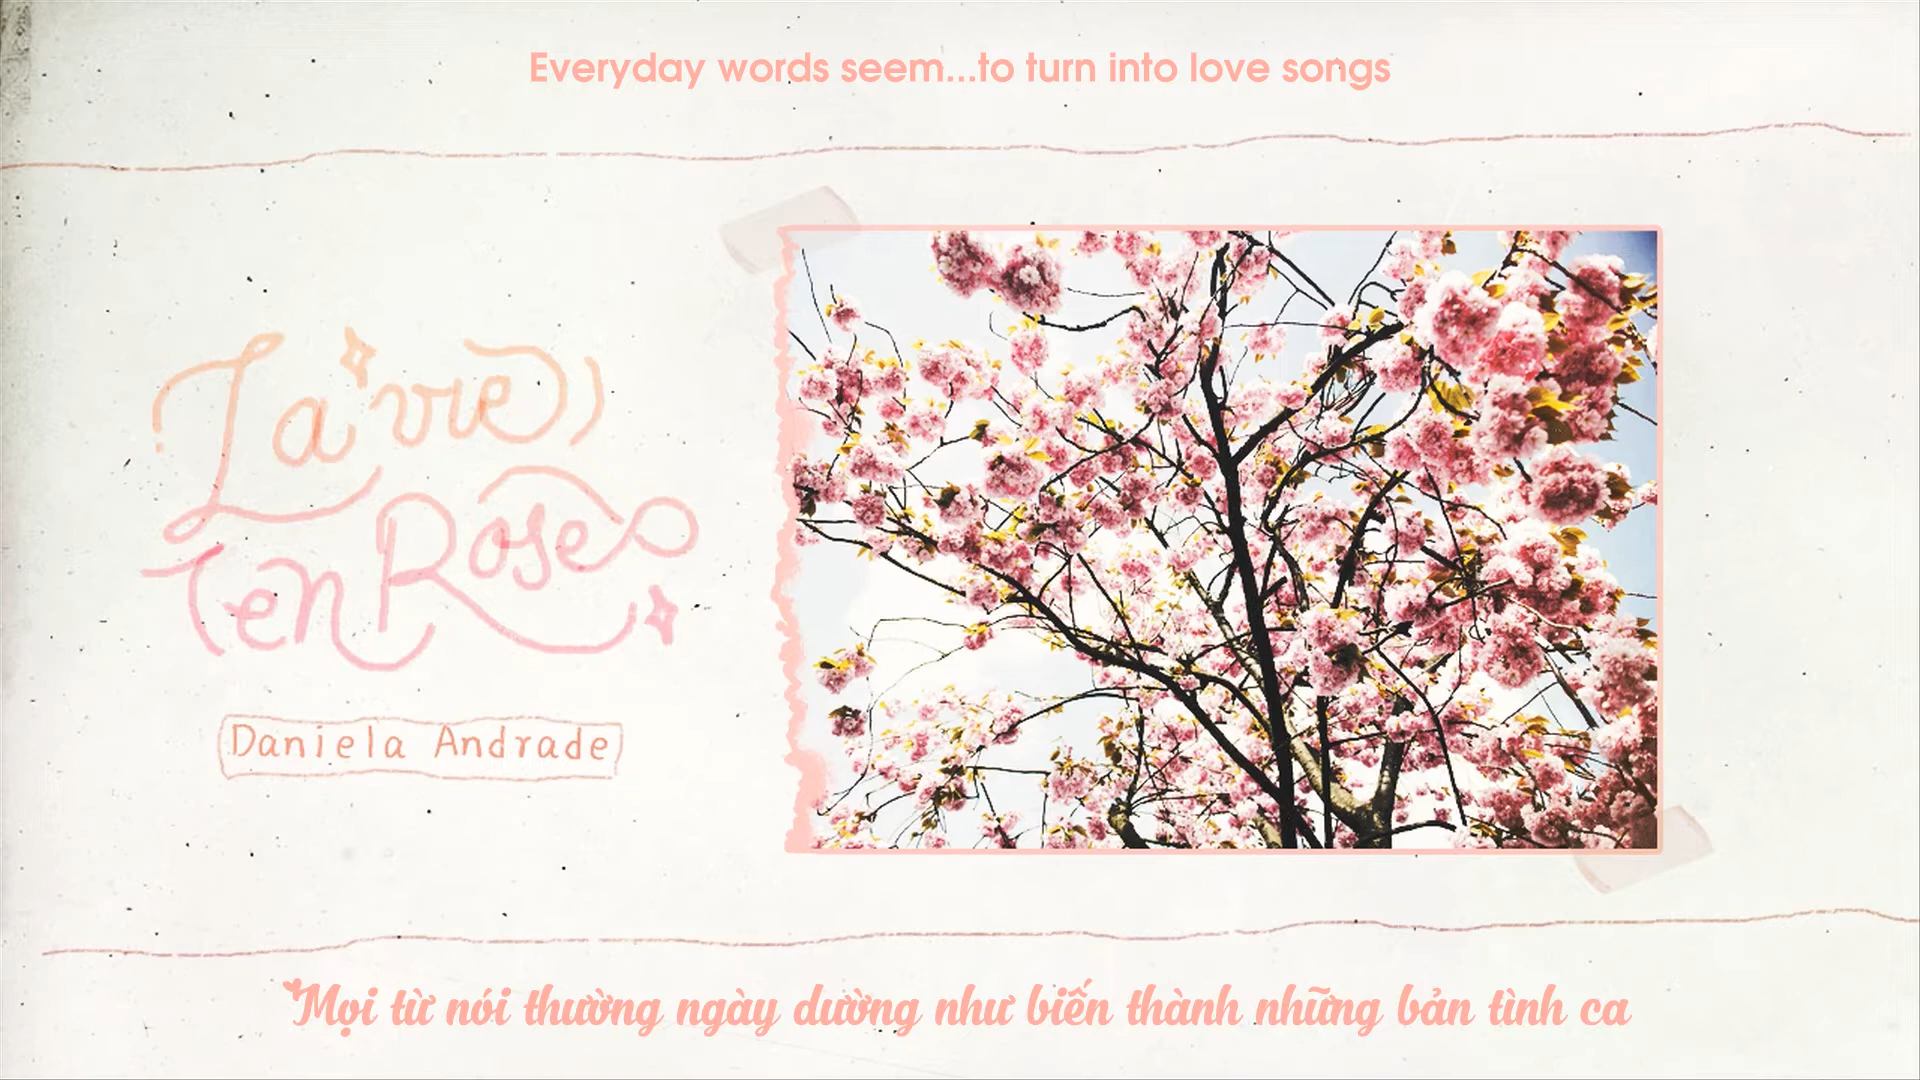 Everyday words seem...to turn into love songs
La vie
en Rose
Daniela Andrade
Mọi từ nói thường ngày dường như biến thành những bản tình ca